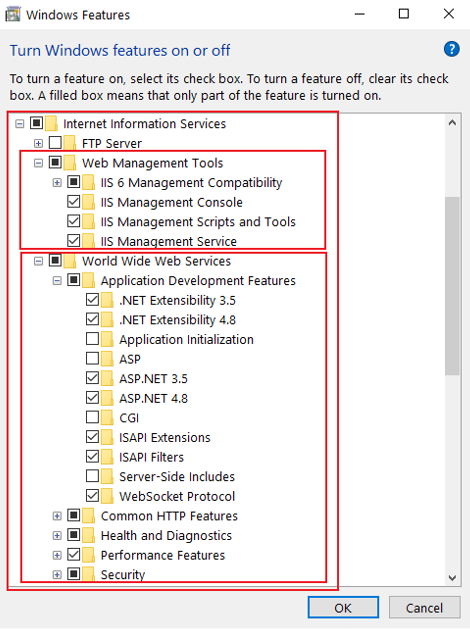 Windows Features
Turn Windows features on or off
To turn a feature on, select its check box. To turn a feature off, clear its check
box. A filled box means that only part of the feature is turned on.
Internet Information Services
FTP Server
Web Management Tools
IIS 6 Management Compatibility
IIS Management Console
IIS Management Scripts and Tools
IIS Management Service
World Wide Web Services
Application Development Features
.NET Extensibility 3.5
.NET Extensibility 4.8
Application Initialization
ASP
ASP.NET 3.5
ASP.NET 4.8
CGI
ISAPI Extensions
ISAPI Filters
Server-Side Includes
WebSocket Protocol
Common HTTP Features
Health and Diagnostics
Performance Features
Security
OK Cancel